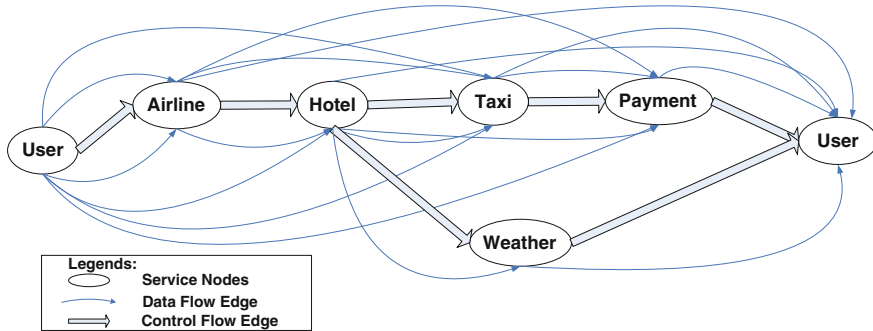 User
Airline
Hotel
Taxi
Payment
User
Weather
Legends:
Service Nodes
Data Flow Edge
Control Flow Edge